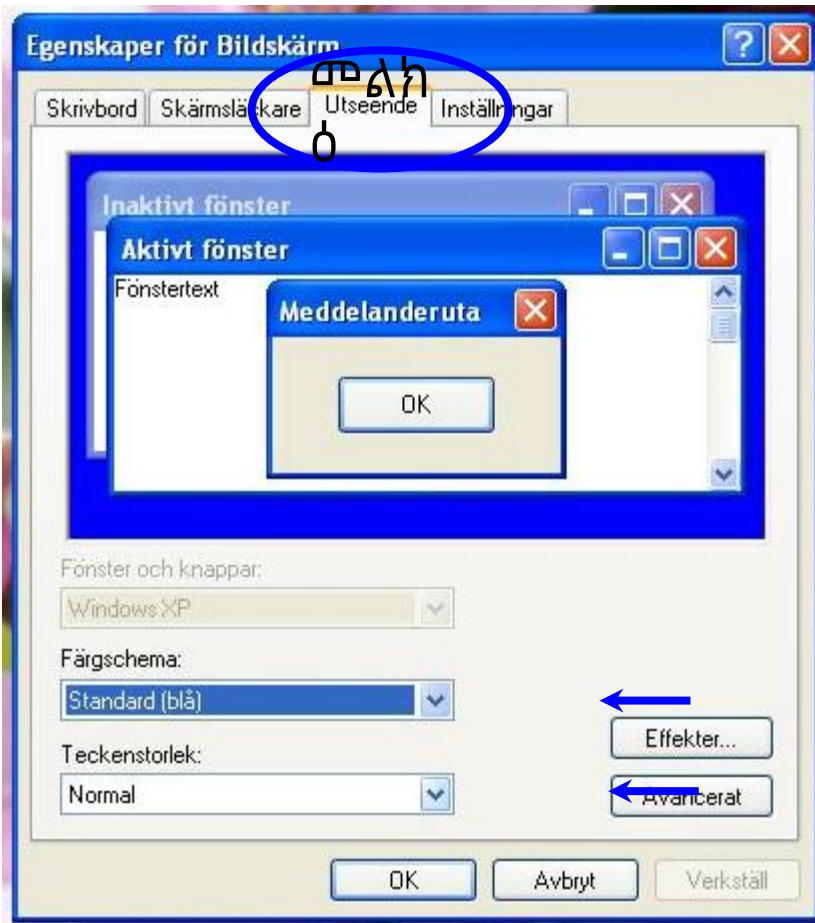 Egenskaper för Bildskärm
መልክ
ዕ
Skrivbord Skärmsläckare Utseende Inställningar
Inaktivt fönster
Aktivt fönster
Fönstertext
Meddelanderuta
OK
Fönster och knappar:
Windows XP
Färgschema:
Standard (blå)
Effekter...
Teckenstorlek:
Normal
Avancerat
OK Avbryt Verkställ